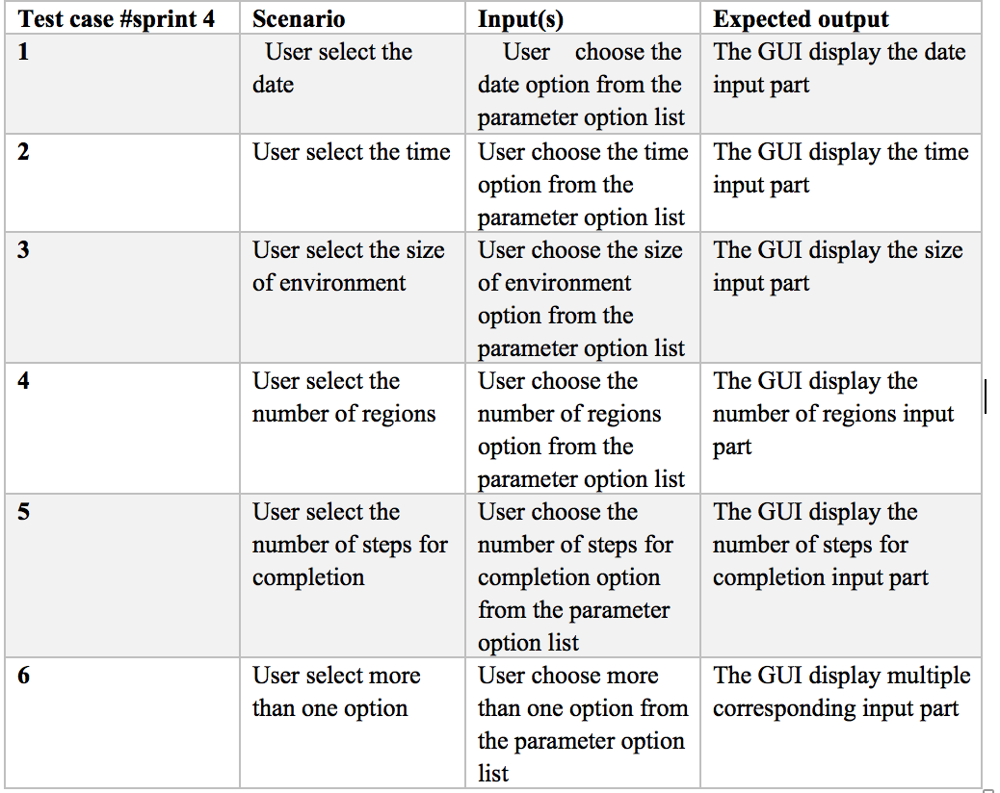 Test case #sprint 4 Scenario Input(s) Expected output
1 User select the date User choose the date option from the parameter option list The GUI display the date input part
2 User select the time User choose the time option from the parameter option list The GUI display the time input part
3 User select the size of environment User choose the size of environment option from the parameter option list The GUI display the size input part
4 User select the number of regions User choose the number of regions option from the parameter option list The GUI display the number of regions input part
5 User select the number of steps for completion User choose the number of steps for completion option from the parameter option list The GUI display the number of steps for completion input part
6 User select more than one option User choose more than one option from the parameter option list The GUI display multiple corresponding input part